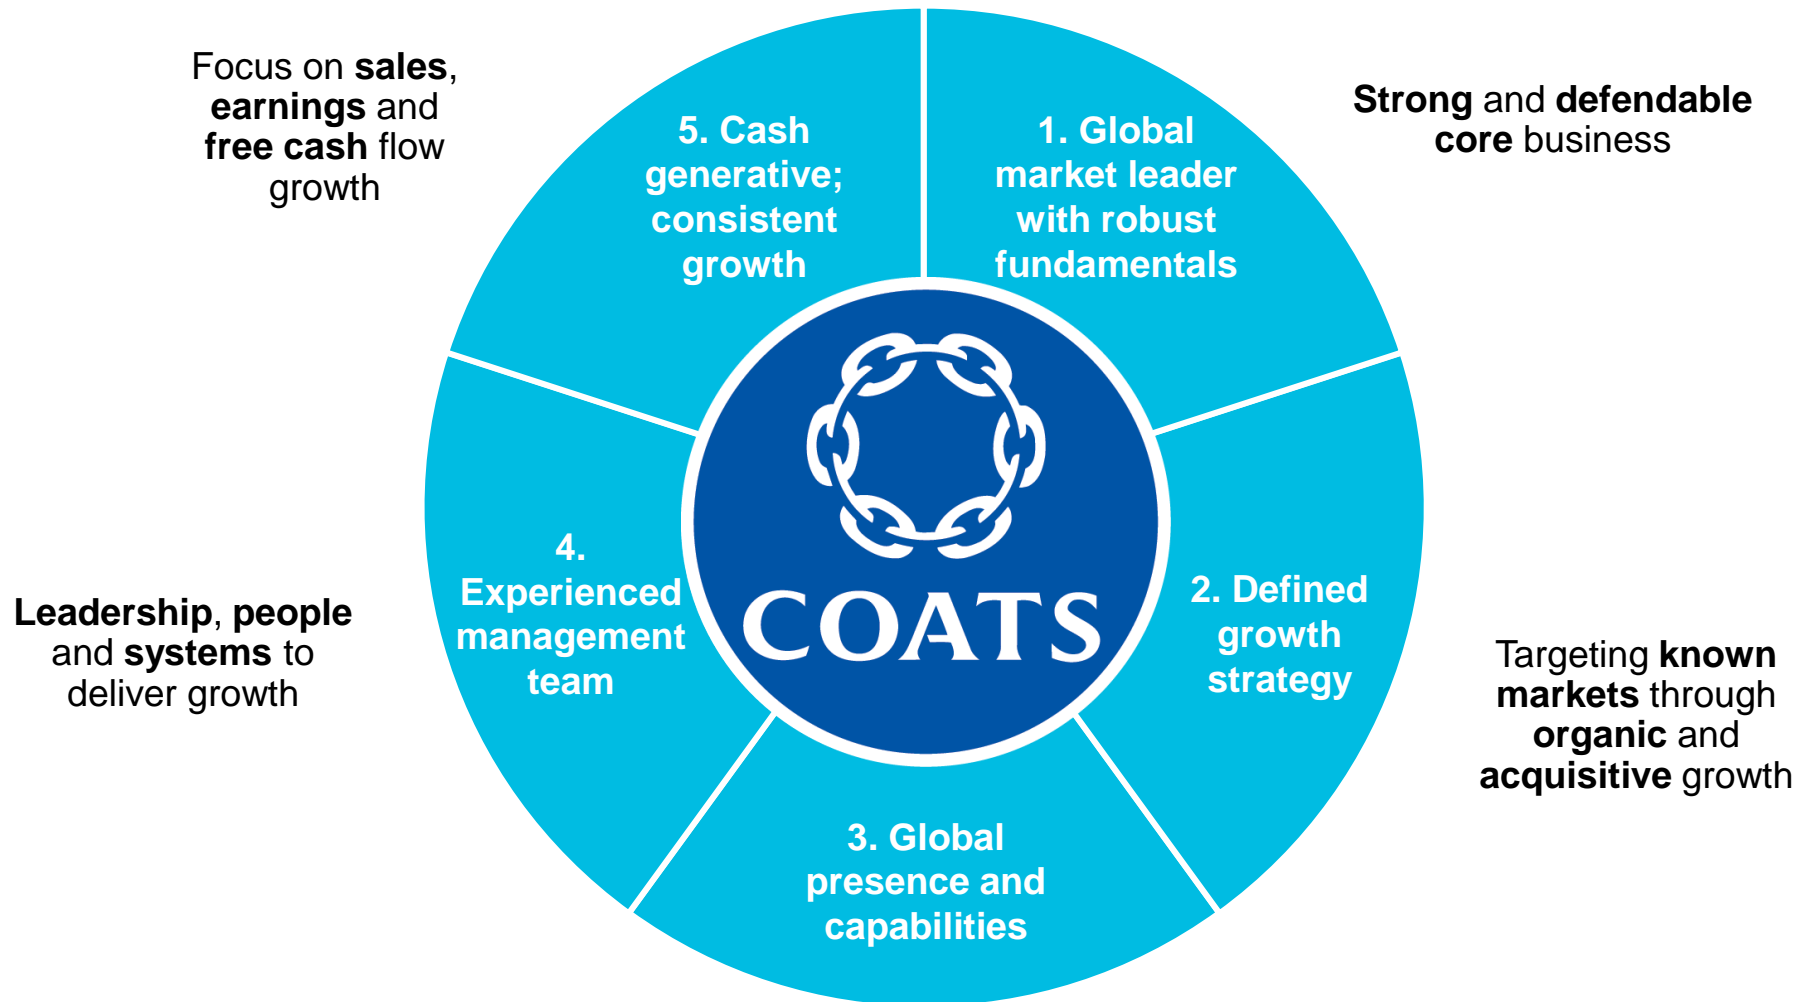 Focus on sales,
earnings and
free cash flow
growth
5. Cash
generative;
consistent
growth
1. Global
market leader
with robust
fundamentals
Strong and defendable
core business
4.
Experienced
management
team
Leadership, people
and systems to
deliver growth
COATS
2. Defined
growth
strategy
Targeting known
markets through
organic and
acquisitive growth
3. Global
presence and
capabilities